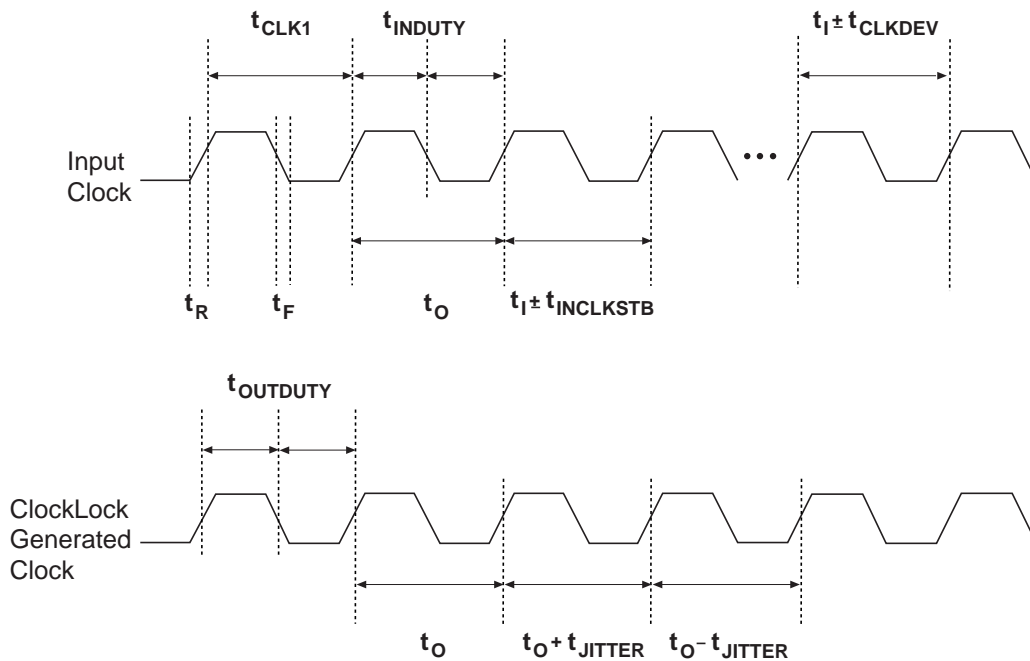 tCLK1 tINDUTY tI ± tCLKDEV
Input
Clock
•••
tR tF tO tI ± tINCLKSTB
tOUTDUTY
ClockLock
Generated
Clock
tO tO + tJITTER tO – tJITTER